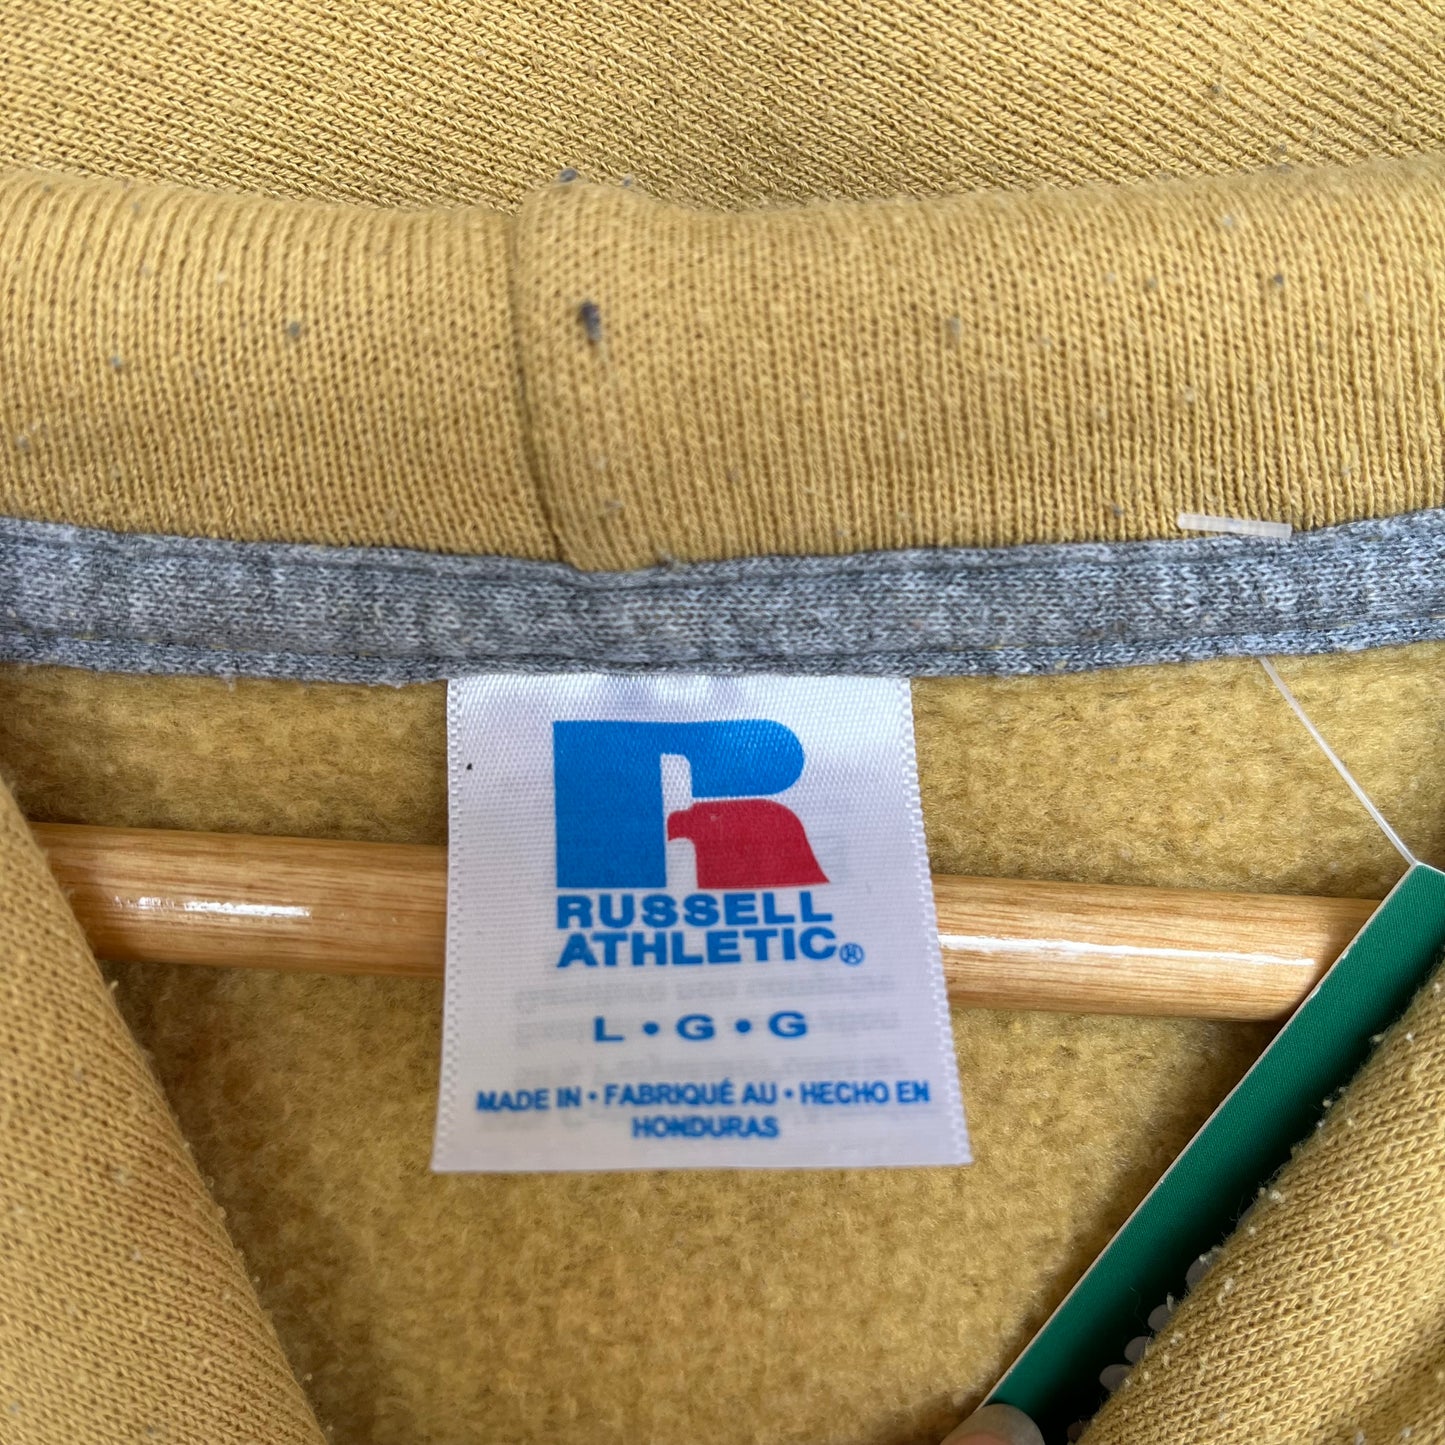 RUSSELL
ATHLETIC®
L • G • G
MADE IN • FABRIQUÉ AU • HECHO EN
HONDURAS